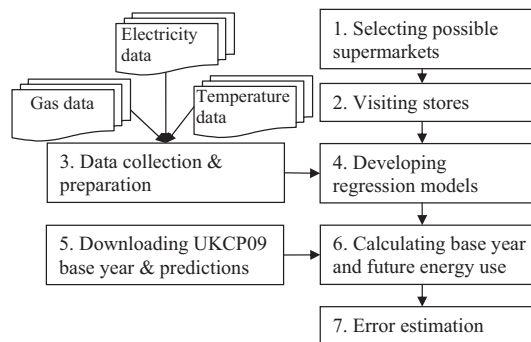 Electricity
data
Gas data
Temperature
data
1. Selecting possible
supermarkets
2. Visiting stores
3. Data collection &
preparation
4. Developing
regression models
5. Downloading UKCP09
base year & predictions
6. Calculating base year
and future energy use
7. Error estimation